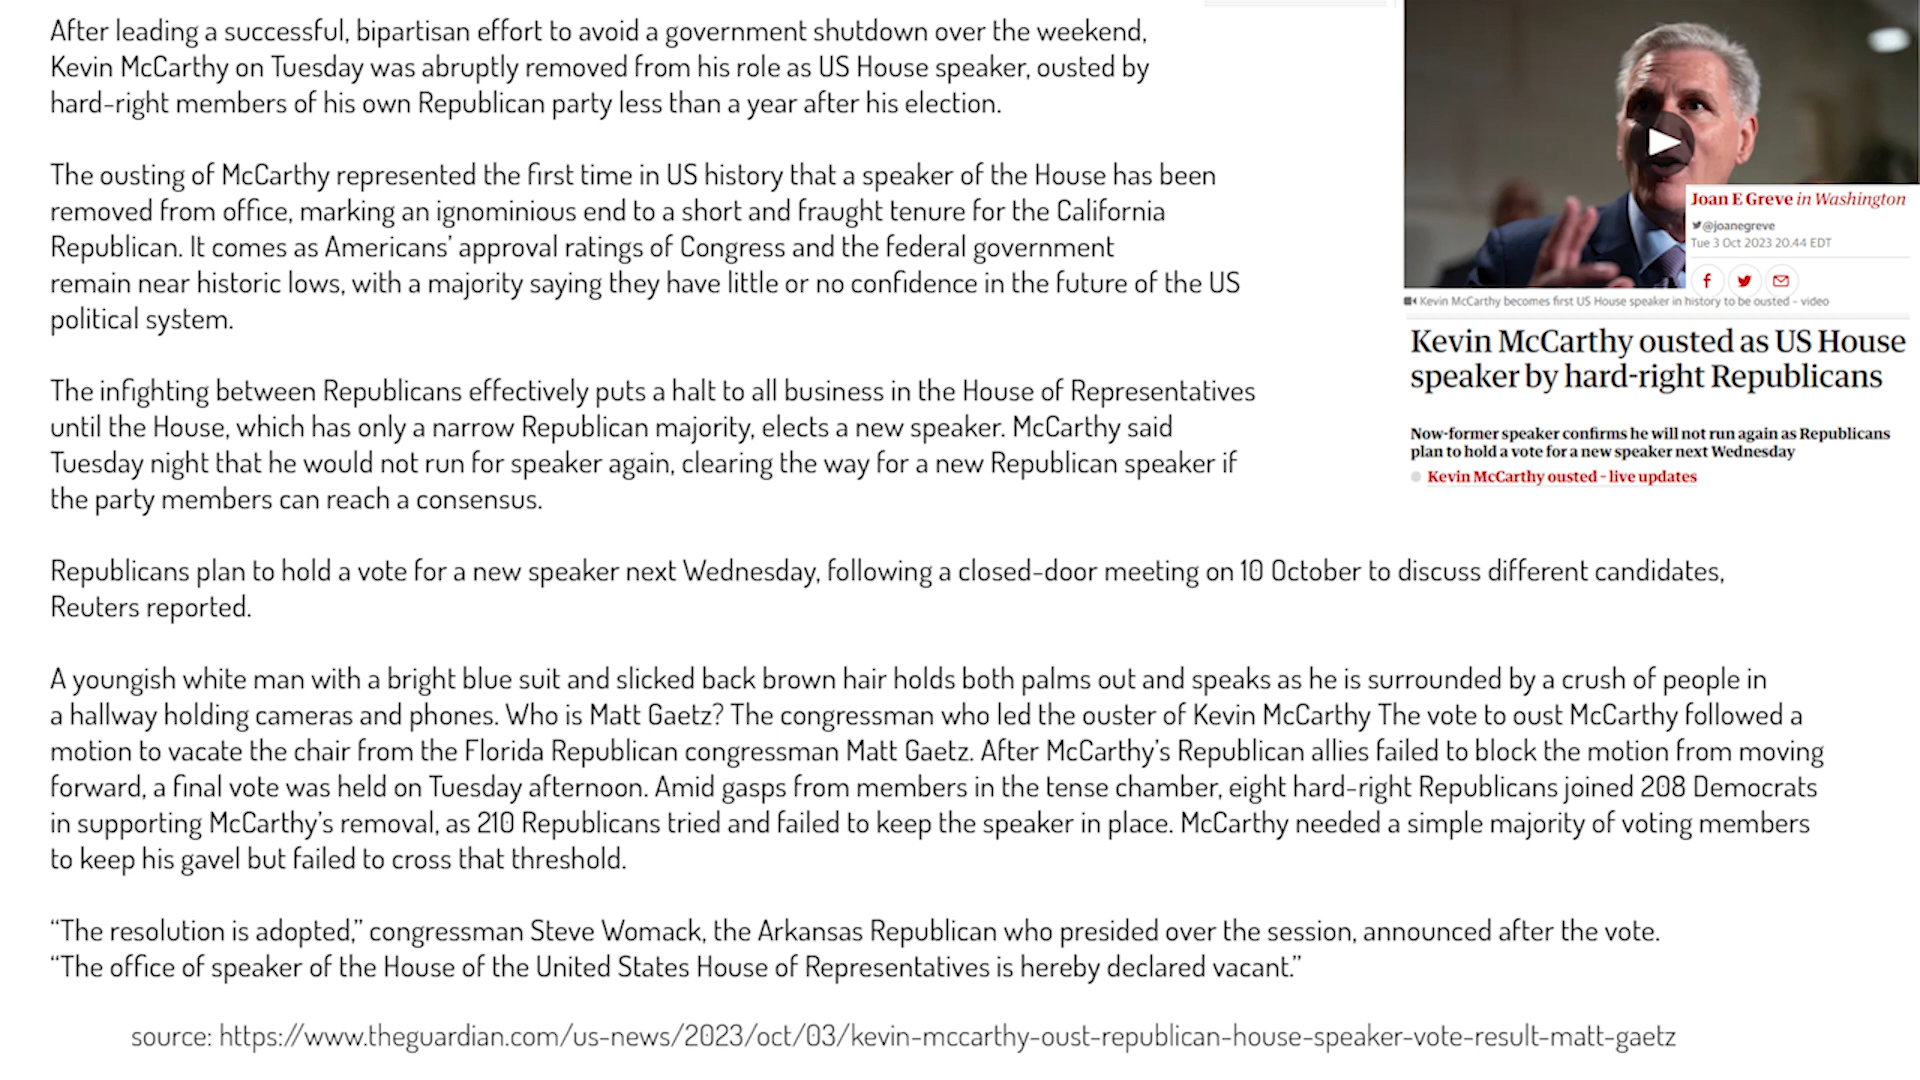 After leading a successful, bipartisan effort to avoid a government shutdown over the weekend,
Kevin McCarthy on Tuesday was abruptly removed from his role as US House speaker, ousted by
hard-right members of his own Republican party less than a year after his election.
The ousting of McCarthy represented the first time in US history that a speaker of the House has been
removed from office, marking an ignominious end to a short and fraught tenure for the California
Republican. It comes as Americans’ approval ratings of Congress and the federal government
remain near historic lows, with a majority saying they have little or no confidence in the future of the US
political system.
The infighting between Republicans effectively puts a halt to all business in the House of Representatives
until the House, which has only a narrow Republican majority, elects a new speaker. McCarthy said
Tuesday night that he would not run for speaker again, clearing the way for a new Republican speaker if
the party members can reach a consensus.
Republicans plan to hold a vote for a new speaker next Wednesday, following a closed-door meeting on 10 October to discuss different candidates,
Reuters reported.
A youngish white man with a bright blue suit and slicked back brown hair holds both palms out and speaks as he is surrounded by a crush of people in
a hallway holding cameras and phones. Who is Matt Gaetz? The congressman who led the ouster of Kevin McCarthy The vote to oust McCarthy followed a
motion to vacate the chair from the Florida Republican congressman Matt Gaetz. After McCarthy’s Republican allies failed to block the motion from moving
forward, a final vote was held on Tuesday afternoon. Amid gasps from members in the tense chamber, eight hard-right Republicans joined 208 Democrats
in supporting McCarthy’s removal, as 210 Republicans tried and failed to keep the speaker in place. McCarthy needed a simple majority of voting members
to keep his gavel but failed to cross that threshold.
“The resolution is adopted,” congressman Steve Womack, the Arkansas Republican who presided over the session, announced after the vote.
“The office of speaker of the House of the United States House of Representatives is hereby declared vacant.”
source: https://www.theguardian.com/us-news/2023/oct/03/kevin-mccarthy-oust-republican-house-speaker-vote-result-matt-gaetz
Joan E Greve in Washington
@joanegreve
Tue 3 Oct 2023 20.44 EDT
Kevin McCarthy becomes first US House speaker in history to be ousted – video
Kevin McCarthy ousted as US House
speaker by hard-right Republicans
Now-former speaker confirms he will not run again as Republicans
plan to hold a vote for a new speaker next Wednesday
Kevin McCarthy ousted – live updates